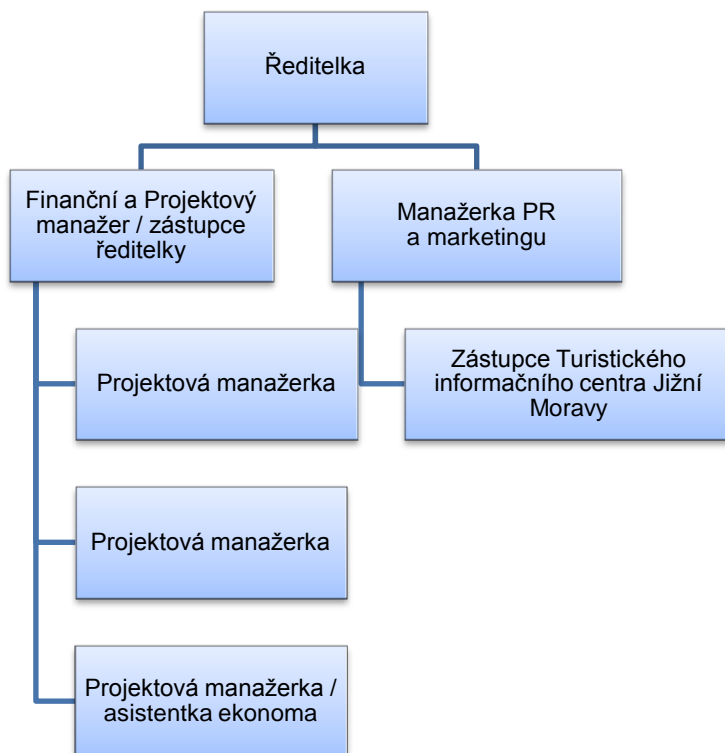 Ředitelka
Finanční a Projektový
manažer / zástupce
ředitelky
Manažerka PR
a marketingu
Projektová manažerka
Zástupce Turistického
informačního centra Jižní
Moravy
Projektová manažerka
Projektová manažerka /
asistentka ekonoma